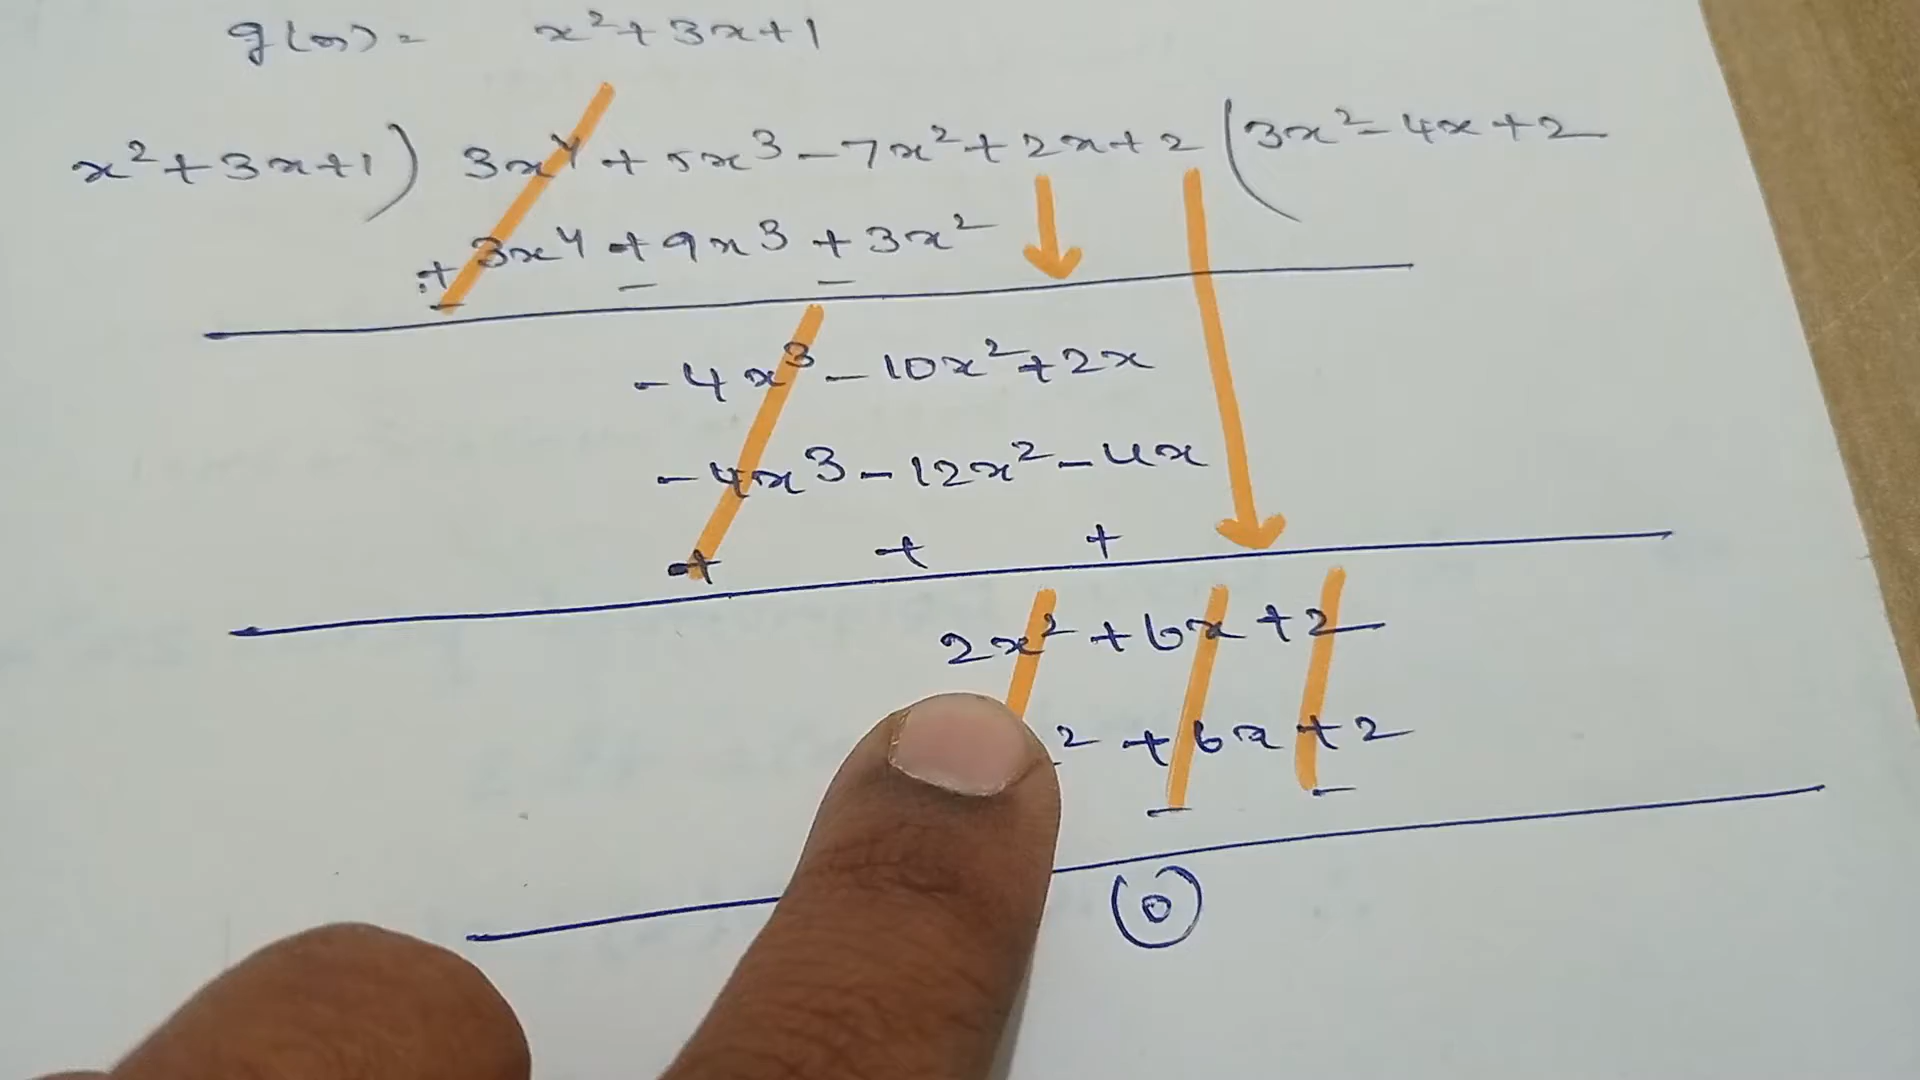 g(x) = x²+3x+1
x²+3x+1) 3x⁴+5x³-7x²+2x+2 (3x²-4x+2
+3x⁴+9x³+3x²
- - -
-4x³-10x²+2x
-4x³-12x²-4x
+ + +
2x²+6x+2
²+6x+2
- -
0